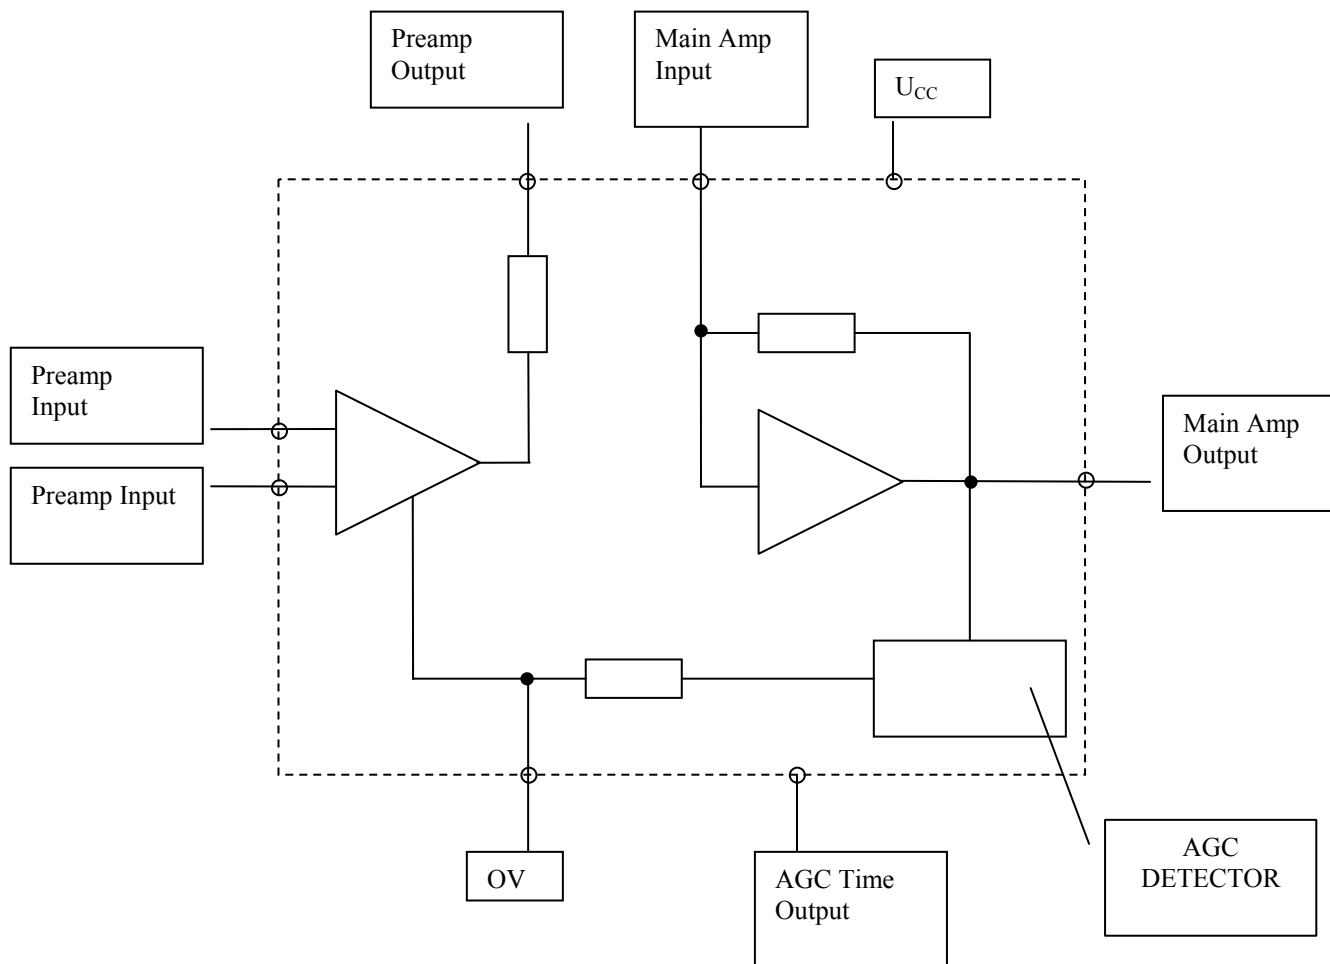 Preamp
Output
Main Amp
Input
UCC
Preamp
Input
Preamp Input
Main Amp
Output
OV
AGC Time
Output
AGC
DETECTOR